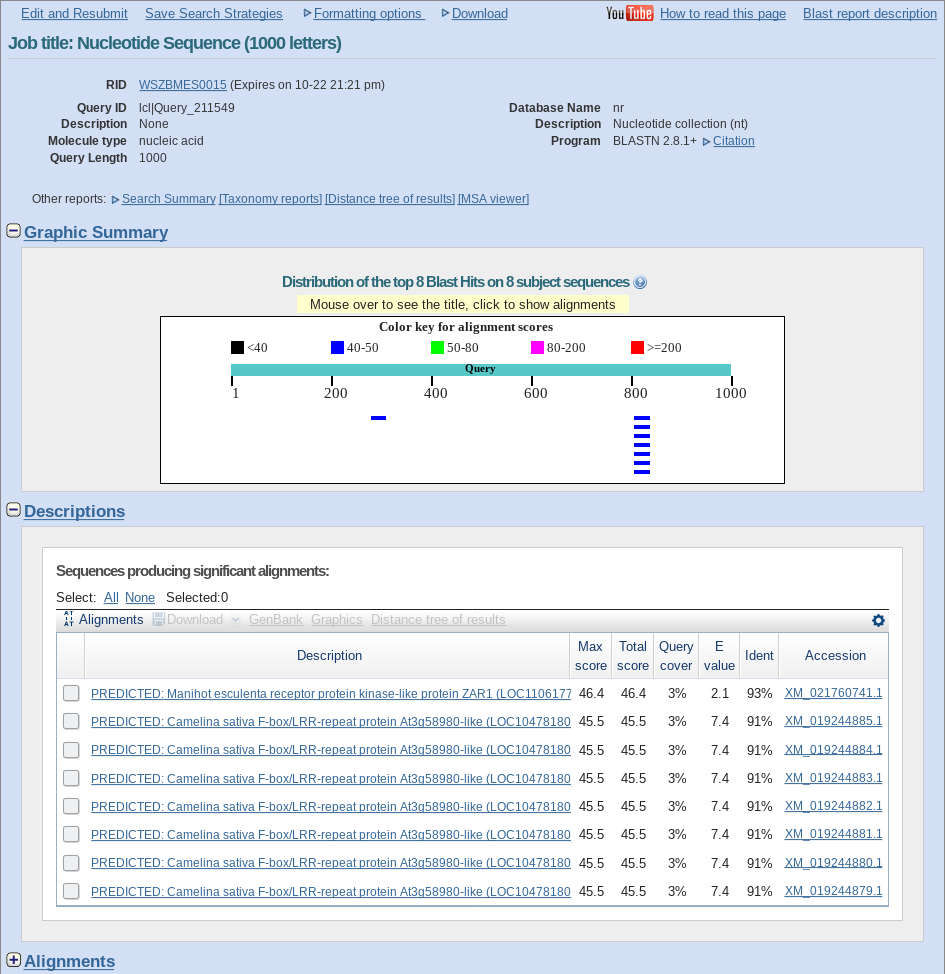 Edit and Resubmit Save Search Strategies Formatting options Download YouTube How to read this page Blast report description
Job title: Nucleotide Sequence (1000 letters)
RID WSZBMES0015 (Expires on 10-22 21:21 pm)
Query ID lcl|Query_211549 Database Name nr
Description None Description Nucleotide collection (nt)
Molecule type nucleic acid Program BLASTN 2.8.1+ Citation
Query Length 1000
Other reports: Search Summary [Taxonomy reports] [Distance tree of results] [MSA viewer]
Graphic Summary
Distribution of the top 8 Blast Hits on 8 subject sequences
Mouse over to see the title, click to show alignments
Color key for alignment scores
<40 40-50 50-80 80-200 >=200
Query
1 200 400 600 800 1000
Descriptions
Sequences producing significant alignments:
Select: All None Selected:0
Alignments Download GenBank Graphics Distance tree of results
Description Max score Total score Query cover E value Ident Accession
PREDICTED: Manihot esculenta receptor protein kinase-like protein ZAR1 (LOC1106177 46.4 46.4 3% 2.1 93% XM_021760741.1
PREDICTED: Camelina sativa F-box/LRR-repeat protein At3g58980-like (LOC10478180 45.5 45.5 3% 7.4 91% XM_019244885.1
PREDICTED: Camelina sativa F-box/LRR-repeat protein At3g58980-like (LOC10478180 45.5 45.5 3% 7.4 91% XM_019244884.1
PREDICTED: Camelina sativa F-box/LRR-repeat protein At3g58980-like (LOC10478180 45.5 45.5 3% 7.4 91% XM_019244883.1
PREDICTED: Camelina sativa F-box/LRR-repeat protein At3g58980-like (LOC10478180 45.5 45.5 3% 7.4 91% XM_019244882.1
PREDICTED: Camelina sativa F-box/LRR-repeat protein At3g58980-like (LOC10478180 45.5 45.5 3% 7.4 91% XM_019244881.1
PREDICTED: Camelina sativa F-box/LRR-repeat protein At3g58980-like (LOC10478180 45.5 45.5 3% 7.4 91% XM_019244880.1
PREDICTED: Camelina sativa F-box/LRR-repeat protein At3g58980-like (LOC10478180 45.5 45.5 3% 7.4 91% XM_019244879.1
Alignments